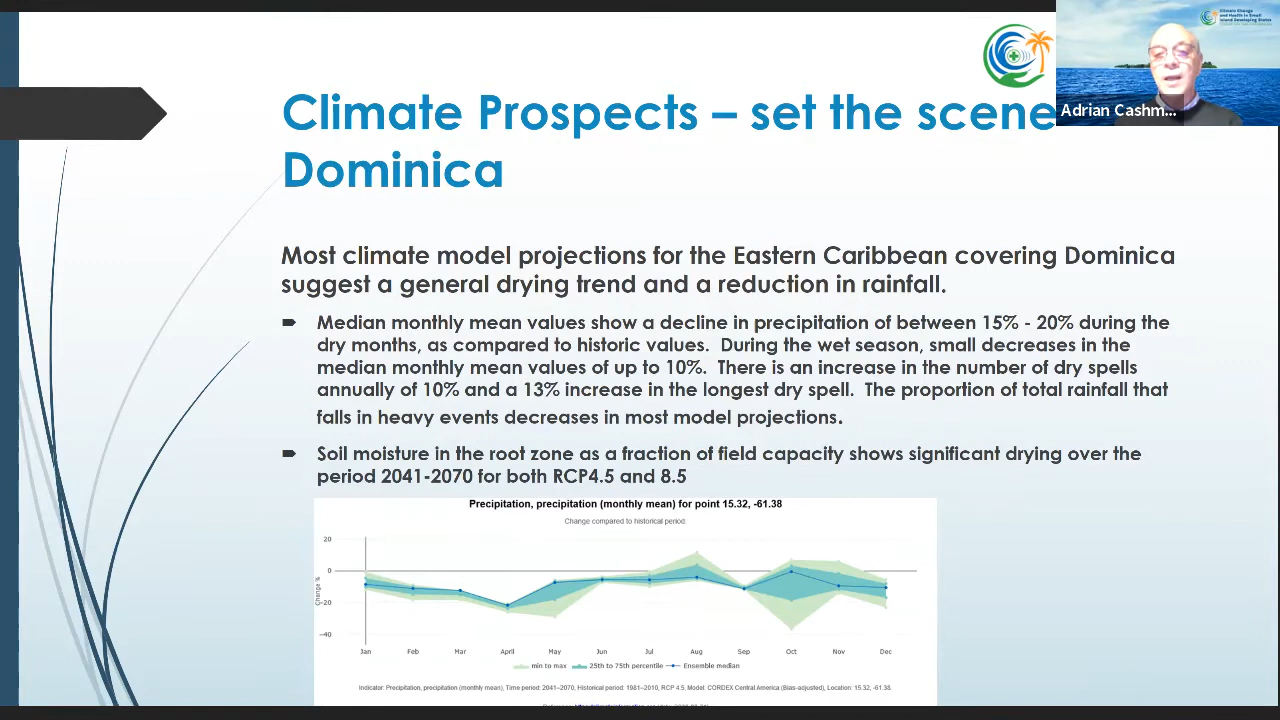 Climate Change
and Health in Small
Island Developing States
Adrian Cashm...
Climate Prospects – set the scene
Dominica
Most climate model projections for the Eastern Caribbean covering Dominica
suggest a general drying trend and a reduction in rainfall.
Median monthly mean values show a decline in precipitation of between 15% - 20% during the
dry months, as compared to historic values. During the wet season, small decreases in the
median monthly mean values of up to 10%. There is an increase in the number of dry spells
annually of 10% and a 13% increase in the longest dry spell. The proportion of total rainfall that
falls in heavy events decreases in most model projections.
Soil moisture in the root zone as a fraction of field capacity shows significant drying over the
period 2041-2070 for both RCP4.5 and 8.5
Precipitation, precipitation (monthly mean) for point 15.32, -61.38
Change compared to historical period.
Change %
20
0
−20
−40
Jan Feb Mar April May Jun Jul Aug Sep Oct Nov Dec
min to max 25th to 75th percentile Ensemble median
Indicator: Precipitation, precipitation (monthly mean), Time period: 2041–2070, Historical period: 1981–2010, RCP 4.5, Model: CORDEX Central America (Bias-adjusted), Location: 15.32, -61.38.